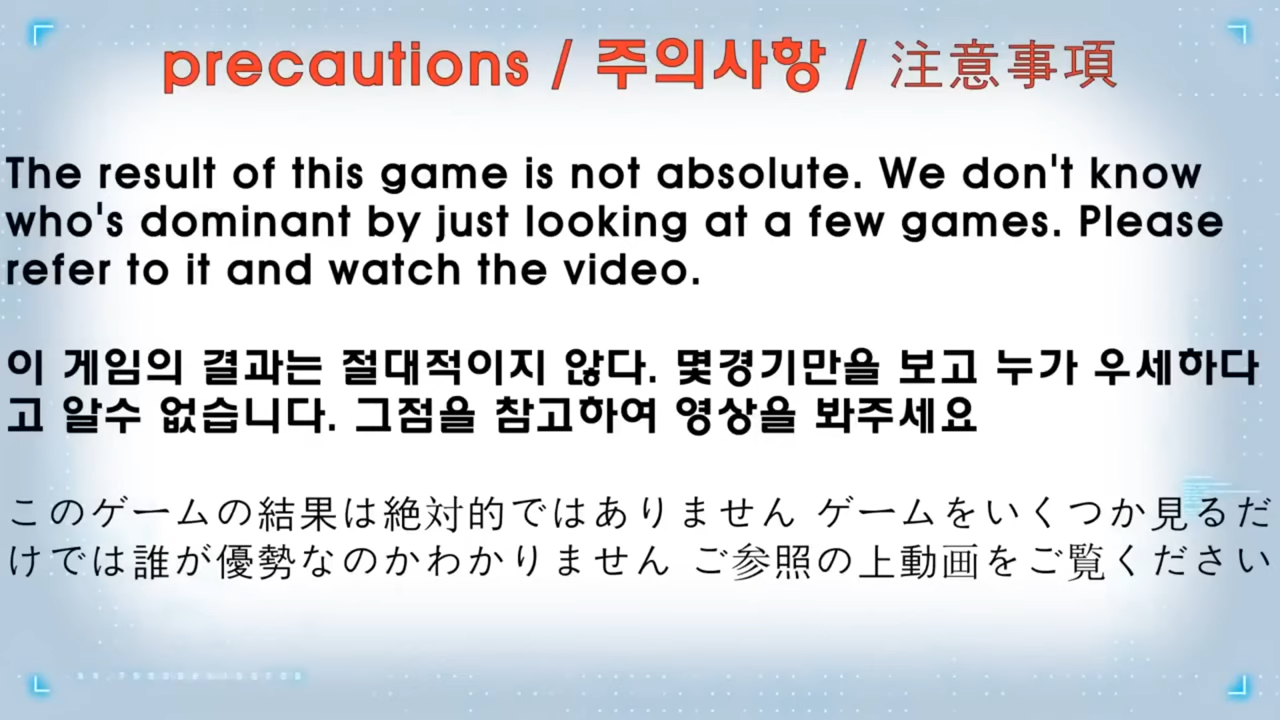 precautions / 주의사항 / 注意事項
The result of this game is not absolute. We don't know
who's dominant by just looking at a few games. Please
refer to it and watch the video.
이 게임의 결과는 절대적이지 않다. 몇경기만을 보고 누가 우세하다
고 알수 없습니다. 그점을 참고하여 영상을 봐주세요
このゲームの結果は絶対的ではありません ゲームをいくつか見るだ
けでは誰が優勢なのかわかりません ご参照の上動画をご覧ください